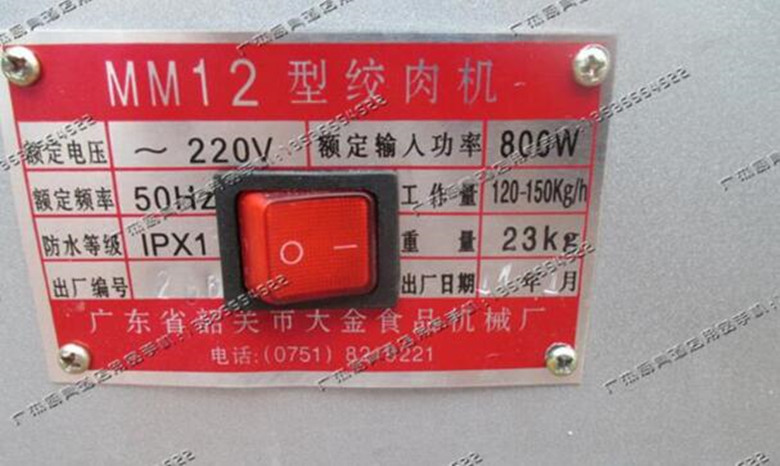 MM12 型绞肉机
额定电压 ～ 220V 额定输入功率 800W
额定频率 50Hz 工作量 120-150Kg/h
防水等级 IPX1 重量 23kg
出厂编号 出厂日期 年 月
O —
广东省韶关市大金食品机械厂
电话:(0751)